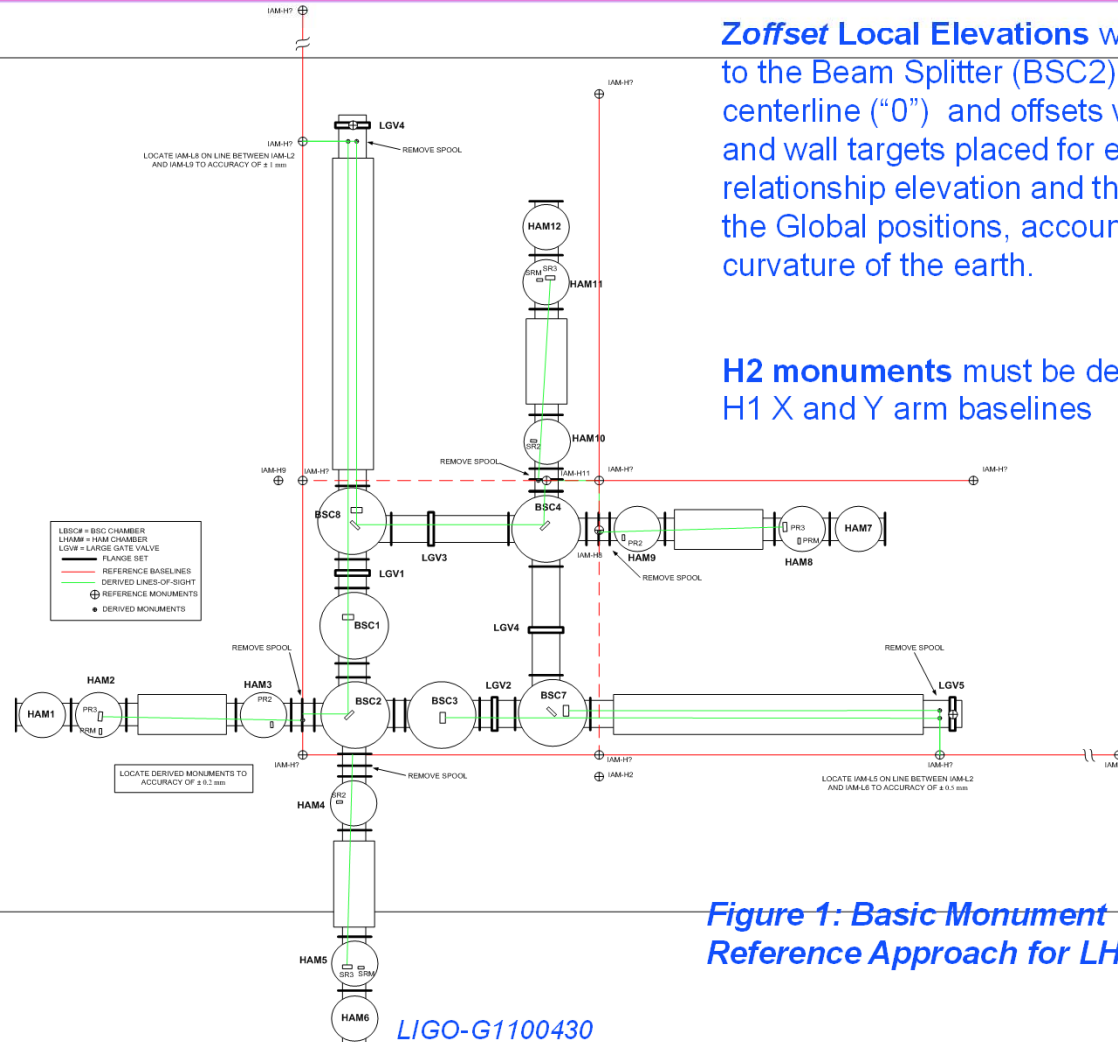 IAM-H?
Zoffset Local Elevations w
to the Beam Splitter (BSC2)
centerline (“0”) and offsets
and wall targets placed for e
relationship elevation and th
the Global positions, accoun
curvature of the earth.
IAM-H?
LGV4
IAM-H?
REMOVE SPOOL
LOCATE IAM-L8 ON LINE BETWEEN IAM-L2
AND IAM-L9 TO ACCURACY OF ± 1 mm
HAM12
SRM
SR3
HAM11
H2 monuments must be de
H1 X and Y arm baselines
HAM10
SR2
REMOVE SPOOL
IAM-H9
IAM-H?
IAM-H11
IAM-H?
IAM-H?
BSC8
BSC4
LGV3
PR2
HAM9
PR3
PRM
HAM7
HAM8
REMOVE SPOOL
LBSC# = BSC CHAMBER
LHAM# = HAM CHAMBER
LGV# = LARGE GATE VALVE
FLANGE SET
REFERENCE BASELINES
DERIVED LINES-OF-SIGHT
REFERENCE MONUMENTS
DERIVED MONUMENTS
LGV1
BSC1
LGV4
REMOVE SPOOL
REMOVE SPOOL
HAM2
HAM3
LGV2
LGV5
HAM1
PR3
PRM
PR2
BSC2
BSC3
BSC7
IAM-H?
IAM-H?
IAM-H?
IAM
LOCATE DERIVED MONUMENTS TO
ACCURACY OF ± 0.2 mm
REMOVE SPOOL
IAM-H2
LOCATE IAM-L5 ON LINE BETWEEN IAM-L2
AND IAM-L6 TO ACCURACY OF ± 0.5 mm
SR2
HAM4
Figure 1: Basic Monument
Reference Approach for LH
HAM5
SR3
SRM
HAM6
LIGO-G1100430